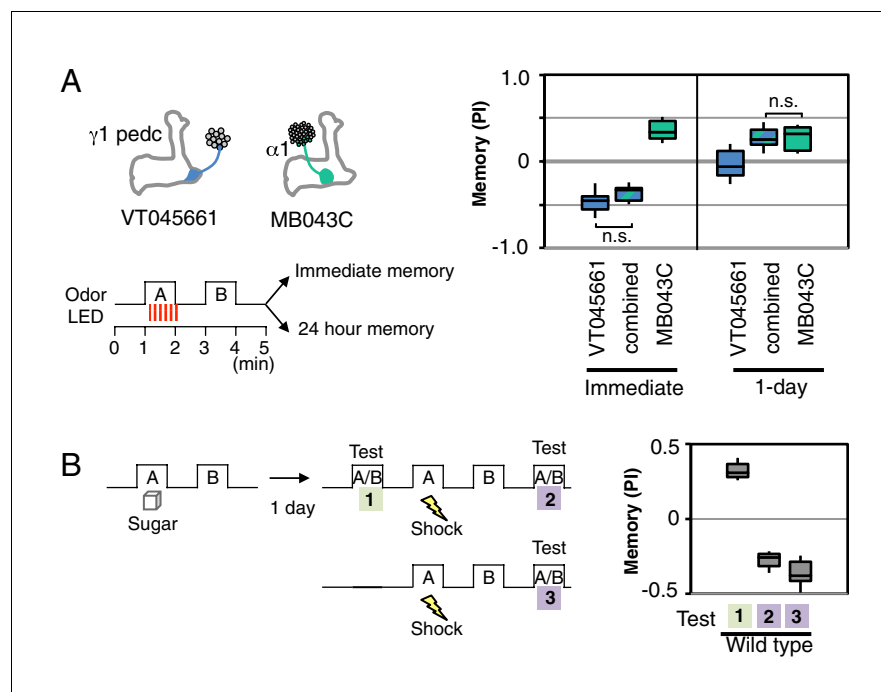 A
γ1 pedc
α1
VT045661
MB043C
Odor
LED
A
B
Immediate memory
24 hour memory
0 1 2 3 4 5
(min)
Memory (PI)
1.0
0
-1.0
n.s.
n.s.
VT045661
combined
MB043C
VT045661
combined
MB043C
Immediate
1-day
B
A
B
Sugar
1 day
Test
A/B
1
A
Shock
B
Test
A/B
2
A
Shock
B
Test
A/B
3
Memory (PI)
0.5
0
-0.5
Test 1 2 3
Wild type